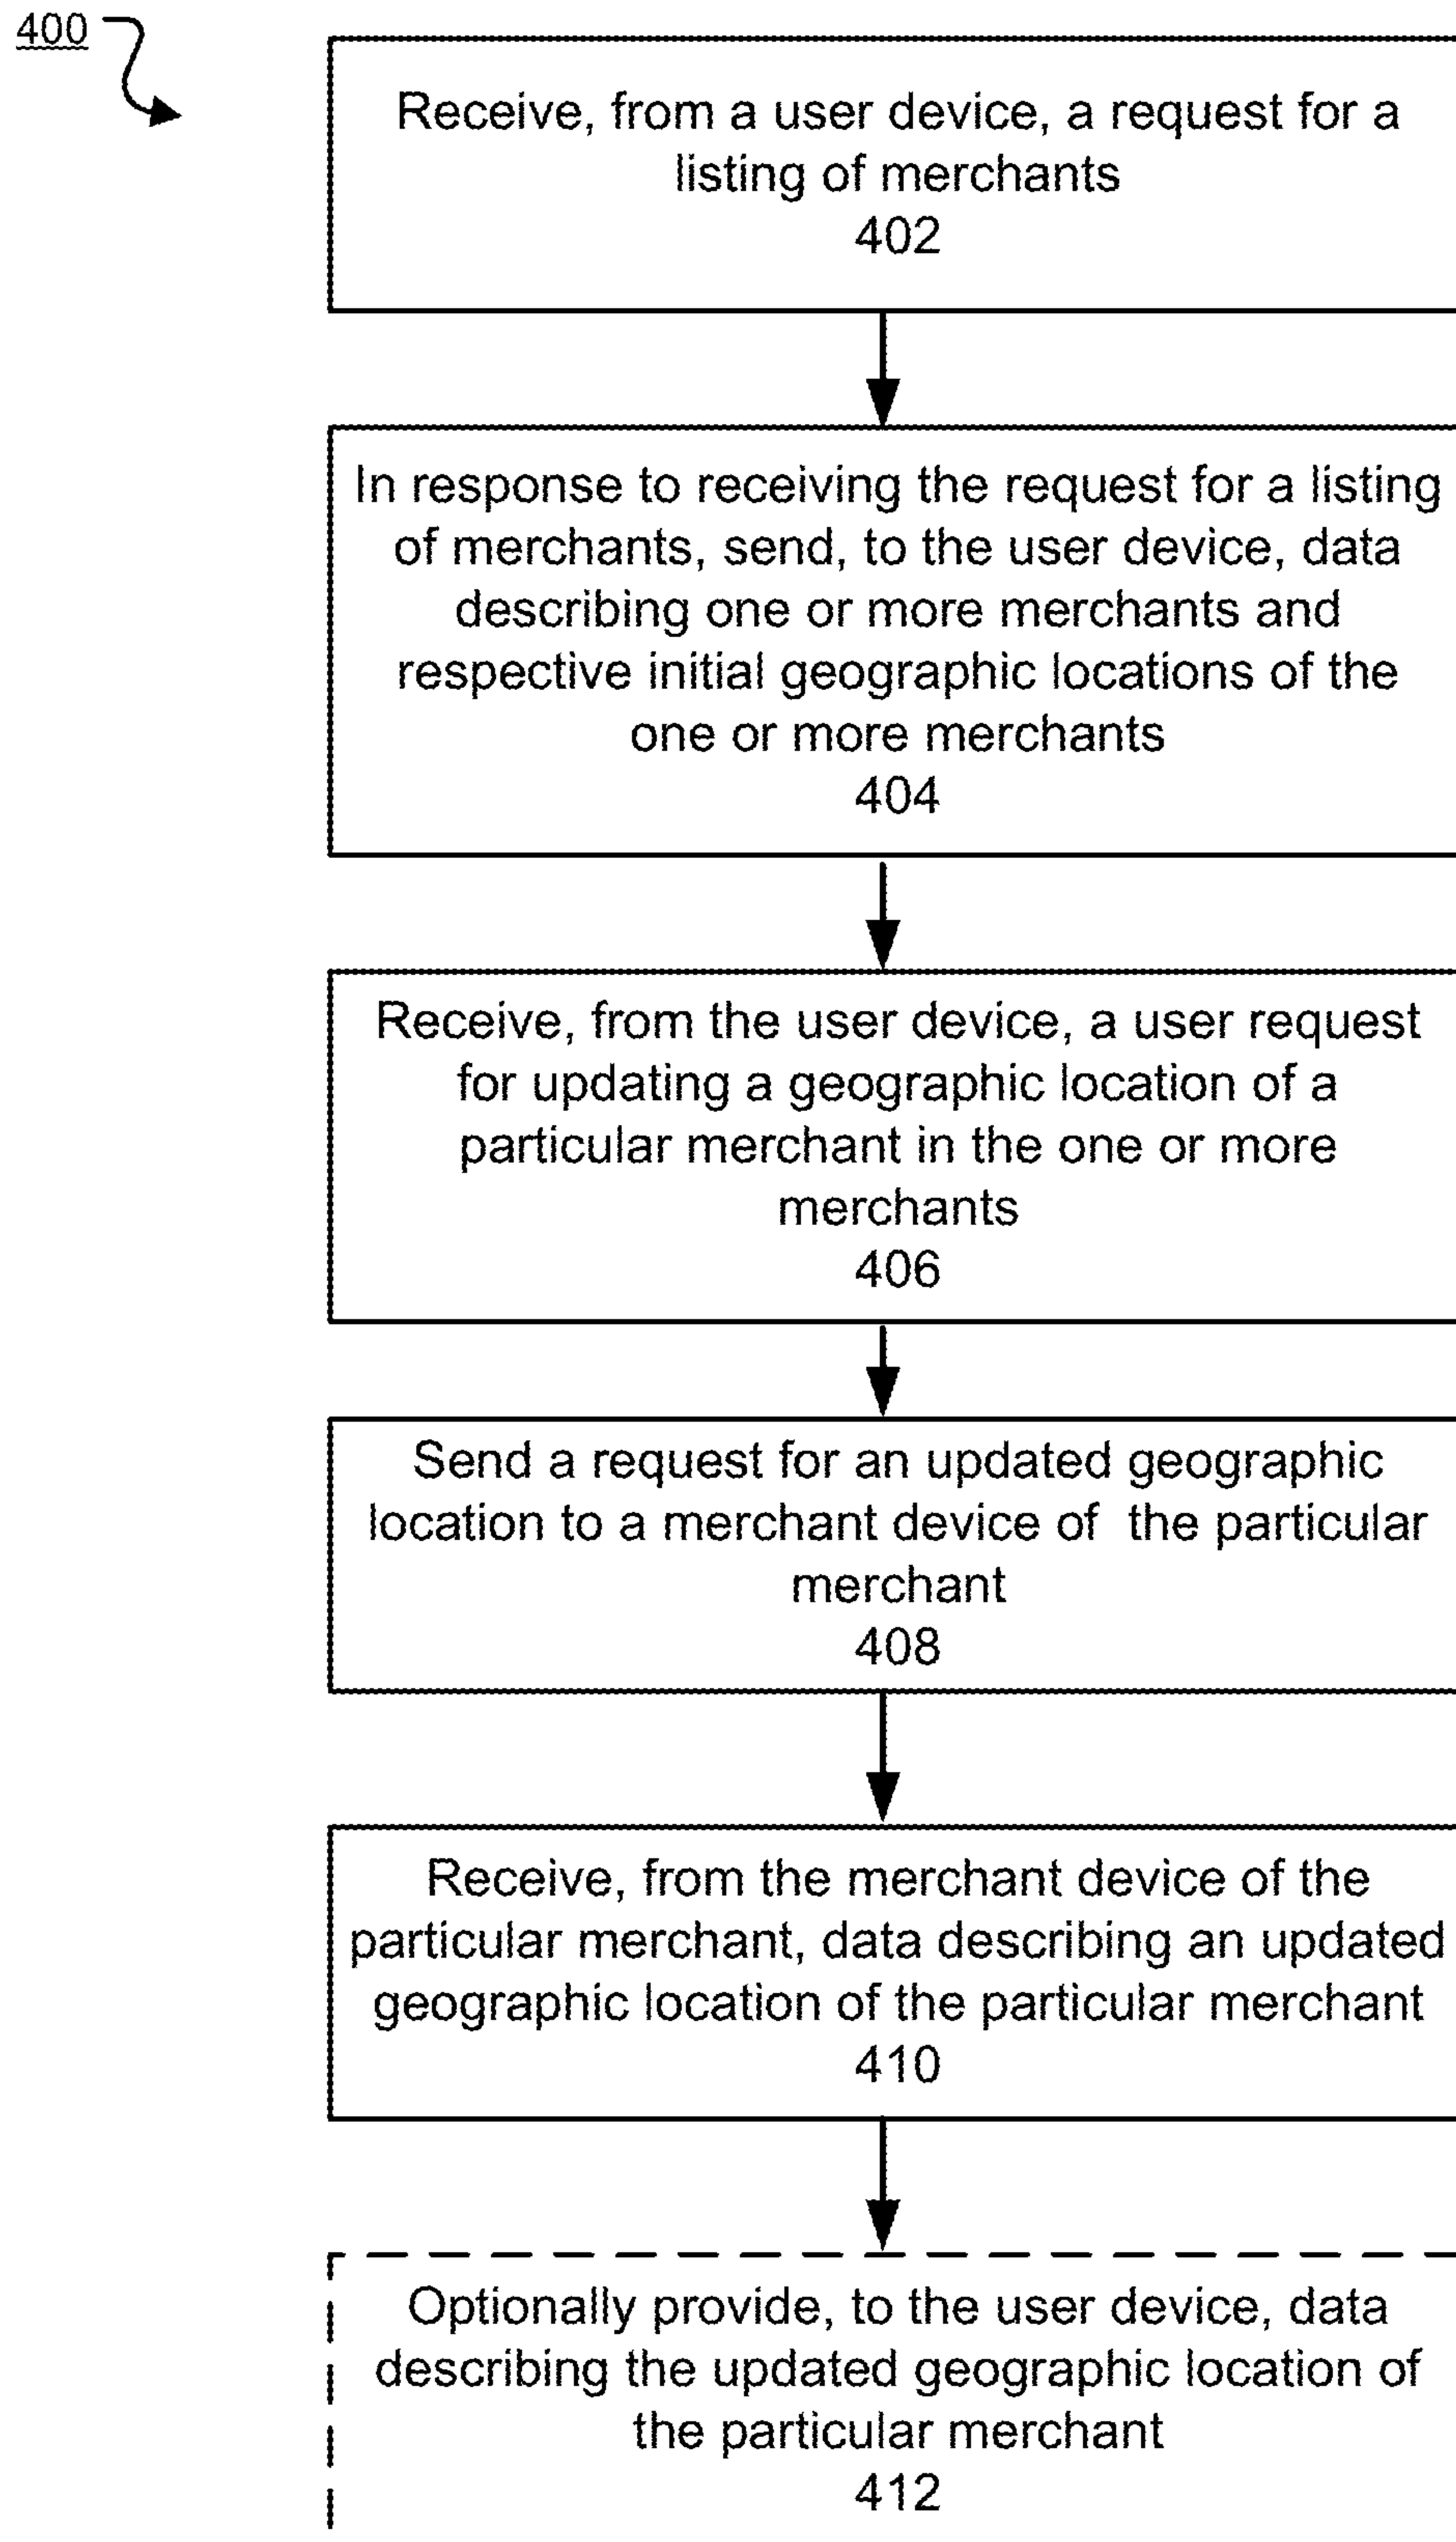 400
Receive, from a user device, a request for a
listing of merchants
402
In response to receiving the request for a listing
of merchants, send, to the user device, data
describing one or more merchants and
respective initial geographic locations of the
one or more merchants
404
Receive, from the user device, a user request
for updating a geographic location of a
particular merchant in the one or more
merchants
406
Send a request for an updated geographic
location to a merchant device of the particular
merchant
408
Receive, from the merchant device of the
particular merchant, data describing an updated
geographic location of the particular merchant
410
Optionally provide, to the user device, data
describing the updated geographic location of
the particular merchant
412